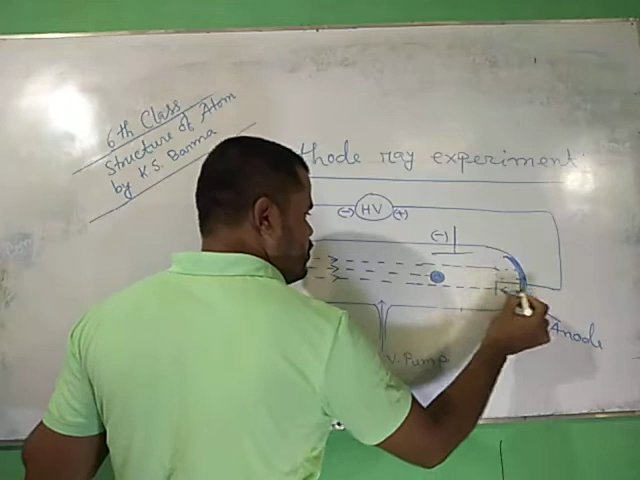 6th Class
Structure of Atom
by K.S. Barma
thode ray experiment
(-) HV (+)
(-)
Anode
V. Pump